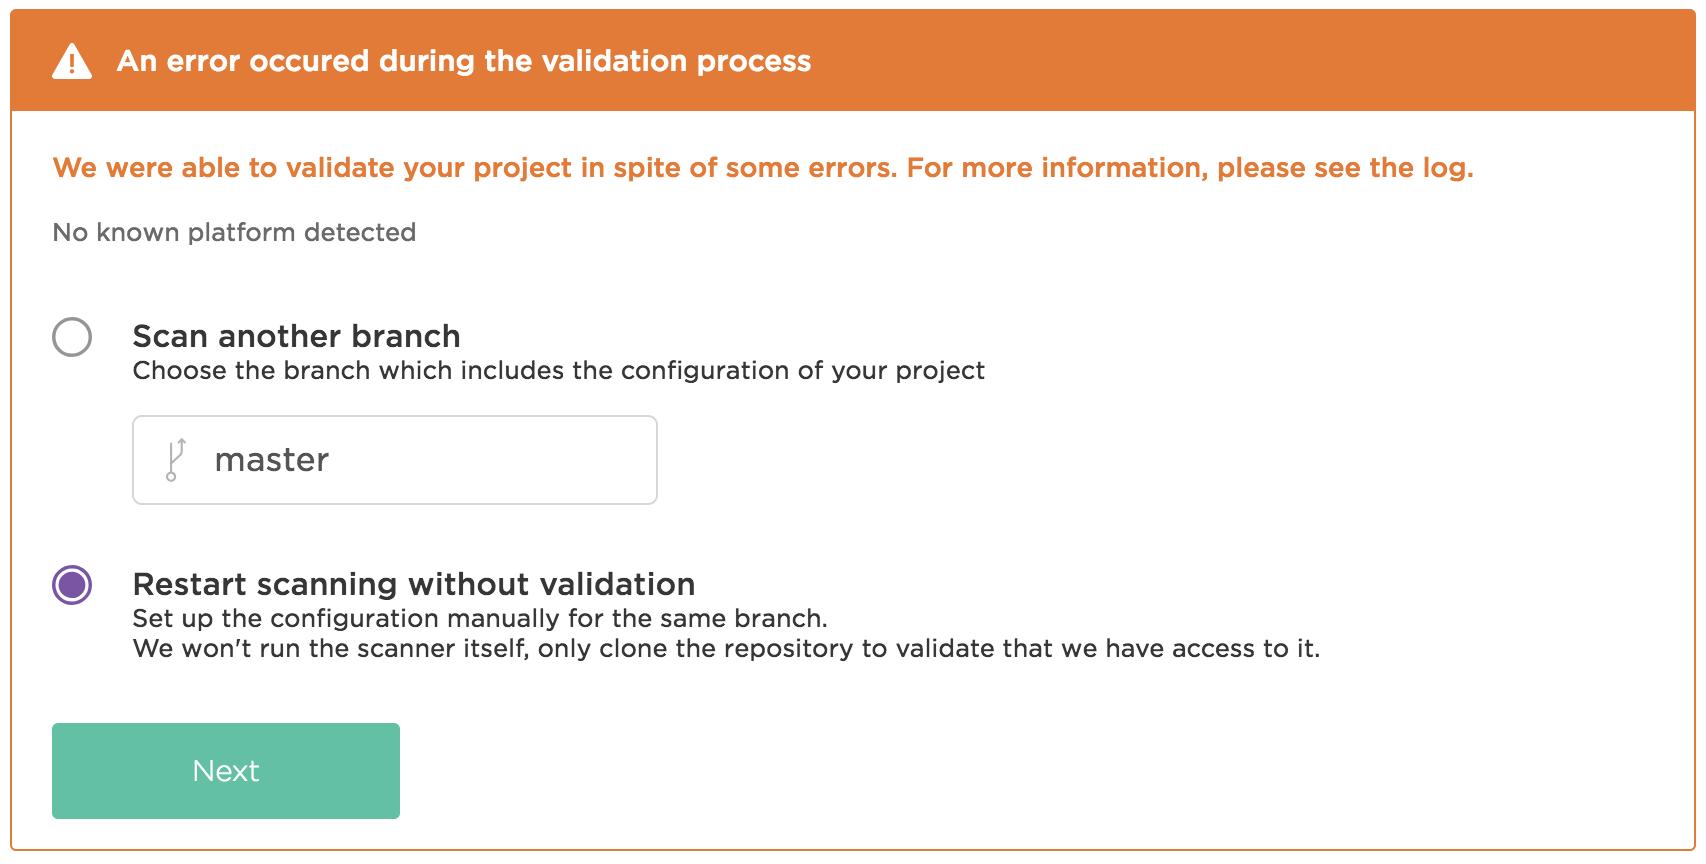 An error occured during the validation process
We were able to validate your project in spite of some errors. For more information, please see the log.
No known platform detected
Scan another branch
Choose the branch which includes the configuration of your project
master
Restart scanning without validation
Set up the configuration manually for the same branch.
We won't run the scanner itself, only clone the repository to validate that we have access to it.
Next